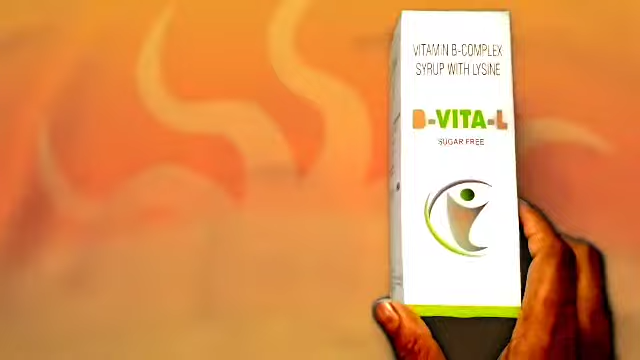 VITAMIN B-COMPLEX
SYRUP WITH LYSINE
B-VITA-L
SUGAR FREE